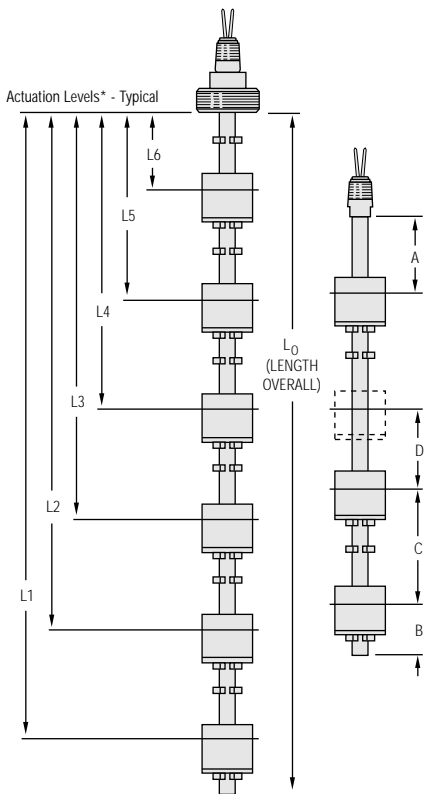 Actuation Levels* - Typical
L6
L5
L4
L3
L2
L1
LO
(LENGTH
OVERALL)
A
D
C
B